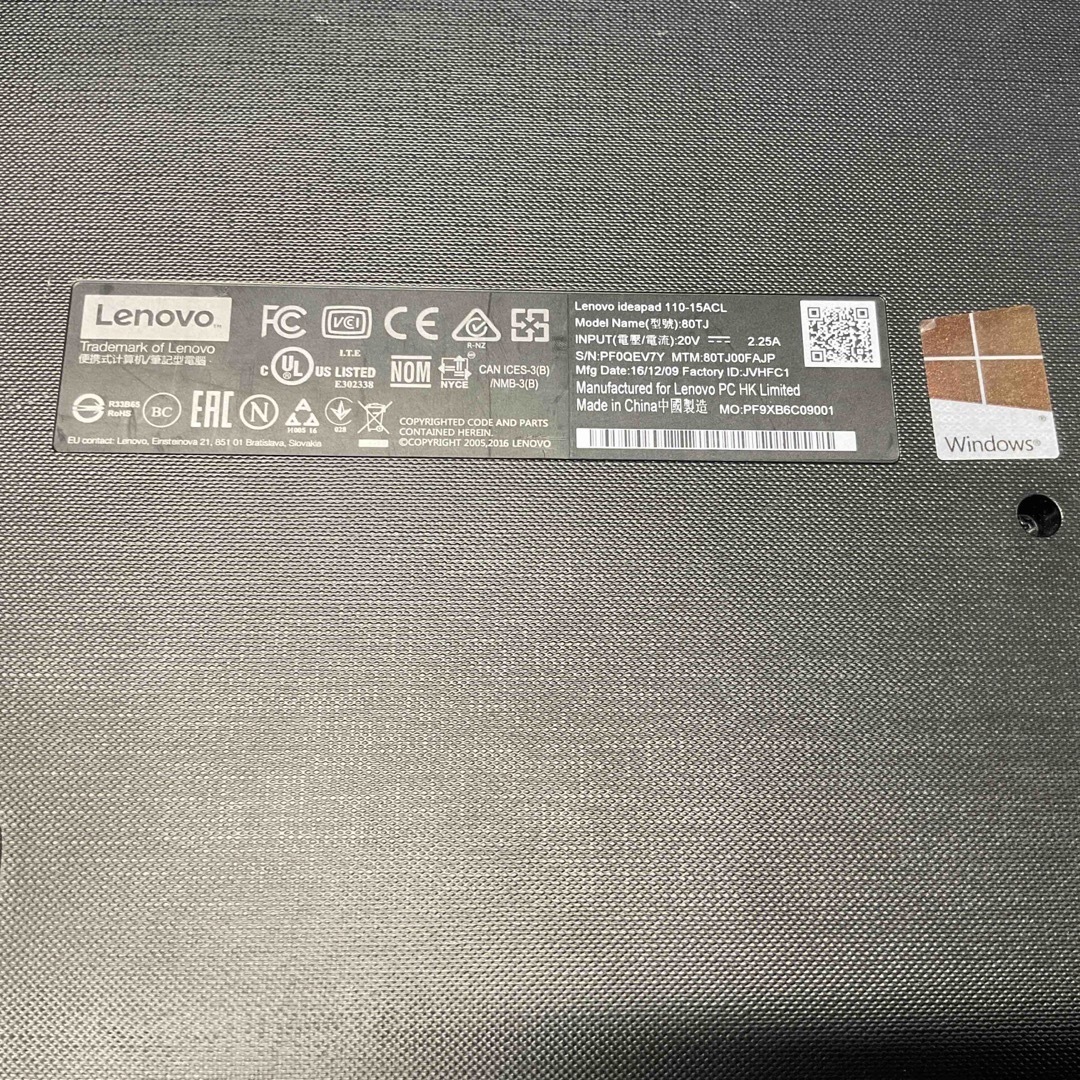 Lenovo
Trademark of Lenovo
便携式计算机/筆記型電腦
FC
VCI
CE
R-NZ
I.T.E
C UL US LISTED
E302338
NOM
NYCE
CAN ICES-3(B)
/NMB-3(B)
R33B65
RoHS
BC
EAC
N
H005 16
028
COPYRIGHTED CODE AND PARTS
CONTAINED HEREIN.
©COPYRIGHT 2005,2016 LENOVO
EU contact: Lenovo, Einsteinova 21, 851 01 Bratislava, Slovakia
Lenovo ideapad 110-15ACL
Model Name(型號):80TJ
INPUT(電壓/電流):20V 2.25A
S/N:PF0QEV7Y MTM:80TJ00FAJP
Mfg Date:16/12/09 Factory ID:JVHFC1
Manufactured for Lenovo PC HK Limited
Made in China中國製造 MO:PF9XB6C09001
Windows®